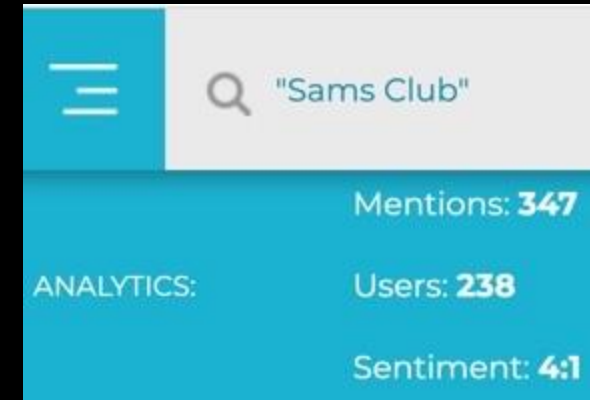 "Sams Club"
Mentions: 347
ANALYTICS:
Users: 238
Sentiment: 4:1